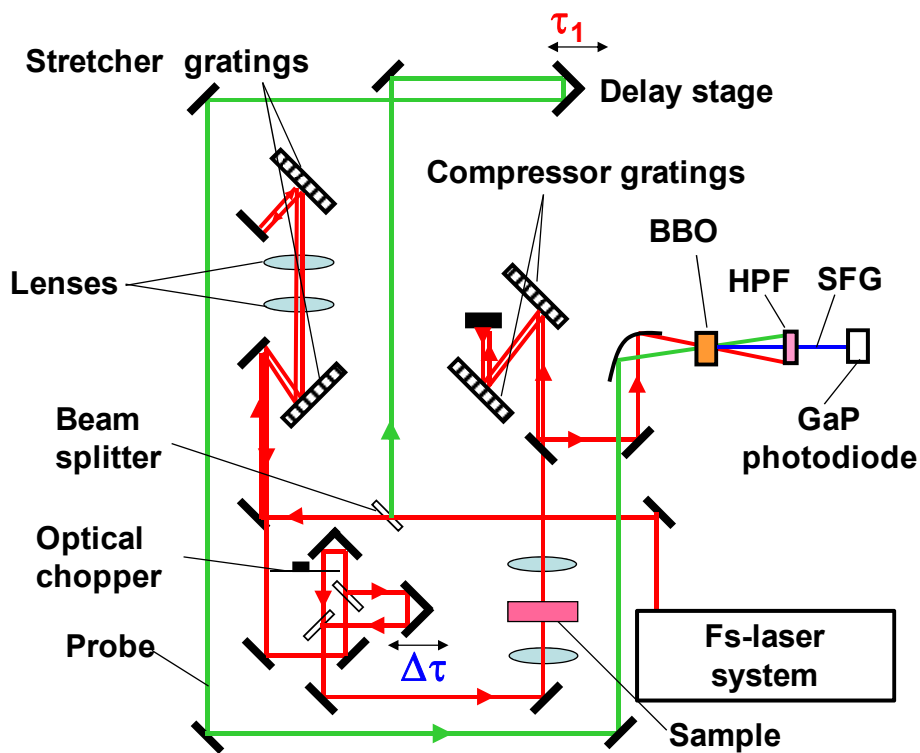 τ₁
Stretcher gratings
Delay stage
Compressor gratings
BBO
HPF
SFG
Lenses
GaP
photodiode
Beam
splitter
Optical
chopper
Δτ
Probe
Fs-laser
system
Sample